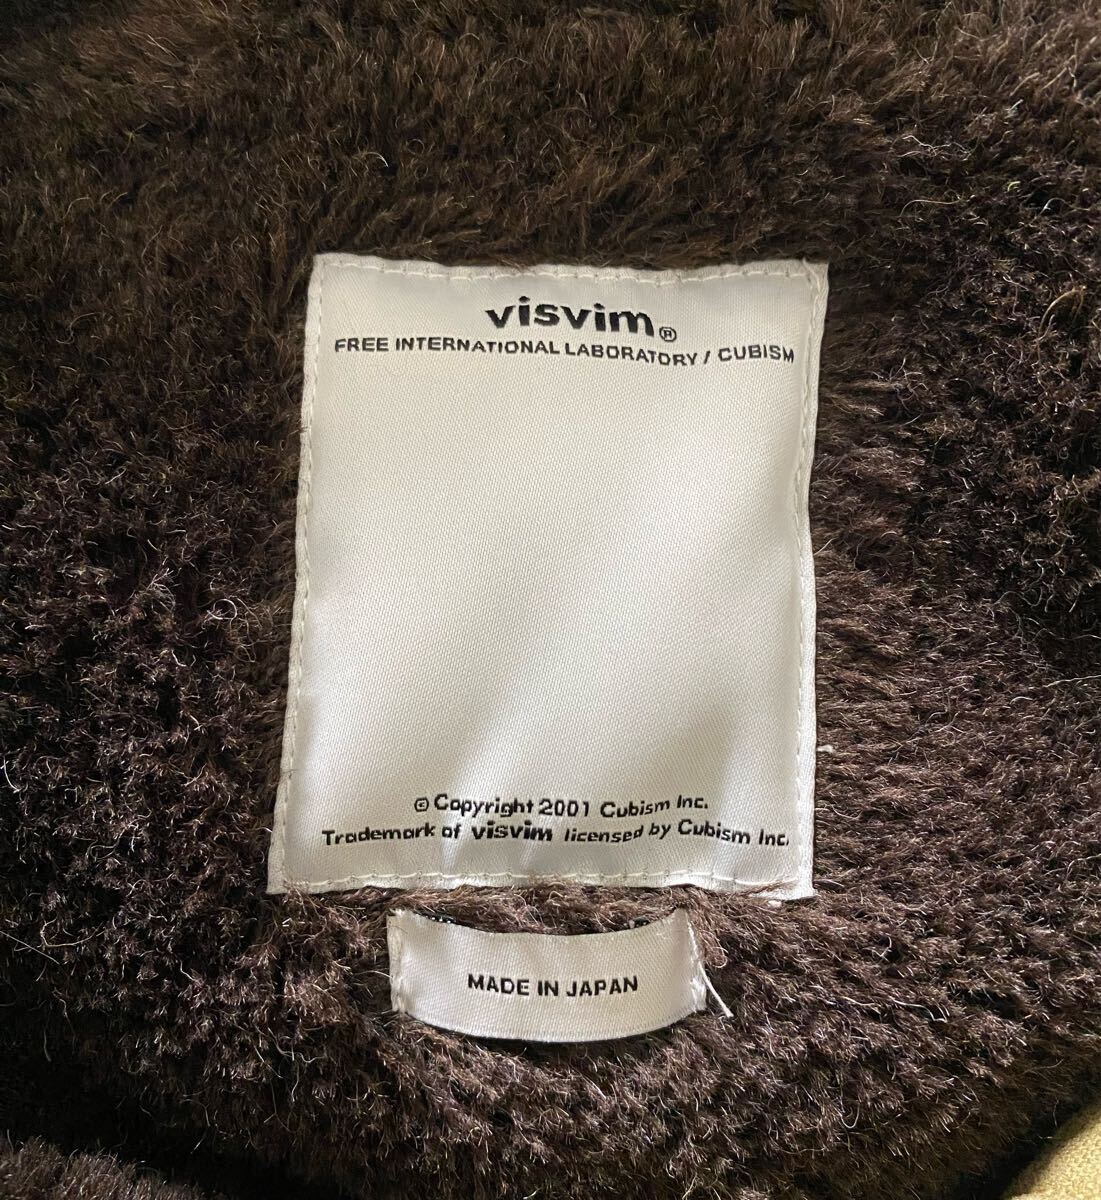 visvim®
FREE INTERNATIONAL LABORATORY / CUBISM
© Copyright 2001 Cubism Inc.
Trademark of visvim licensed by Cubism Inc.
MADE IN JAPAN